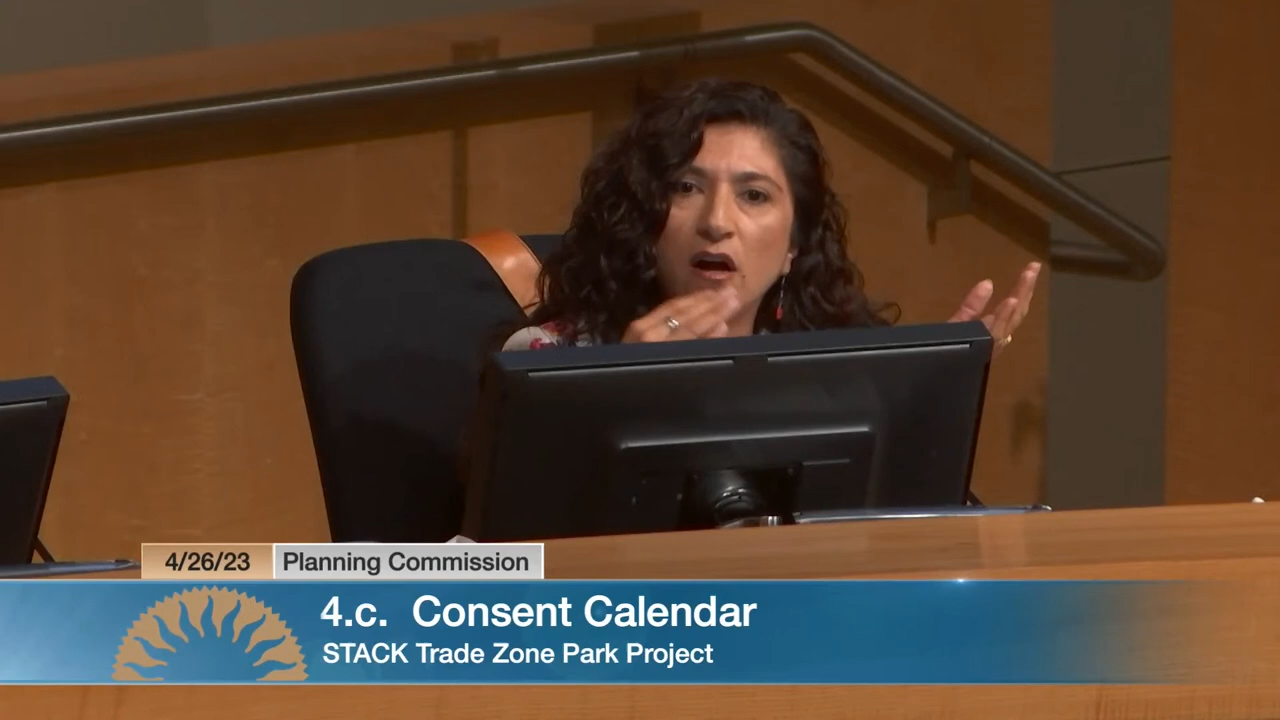 4/26/23 Planning Commission
4.c. Consent Calendar
STACK Trade Zone Park Project